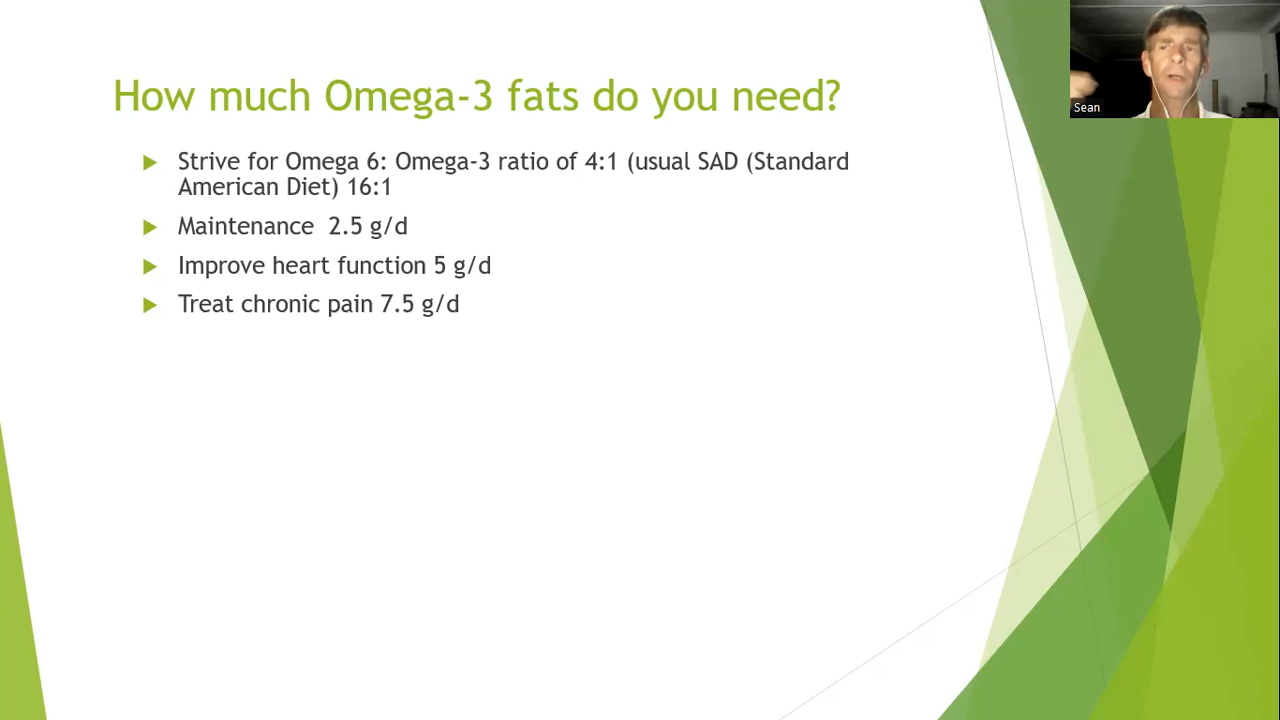 How much Omega-3 fats do you need?
Strive for Omega 6: Omega-3 ratio of 4:1 (usual SAD (Standard
American Diet) 16:1
Maintenance  2.5 g/d
Improve heart function 5 g/d
Treat chronic pain 7.5 g/d
Sean